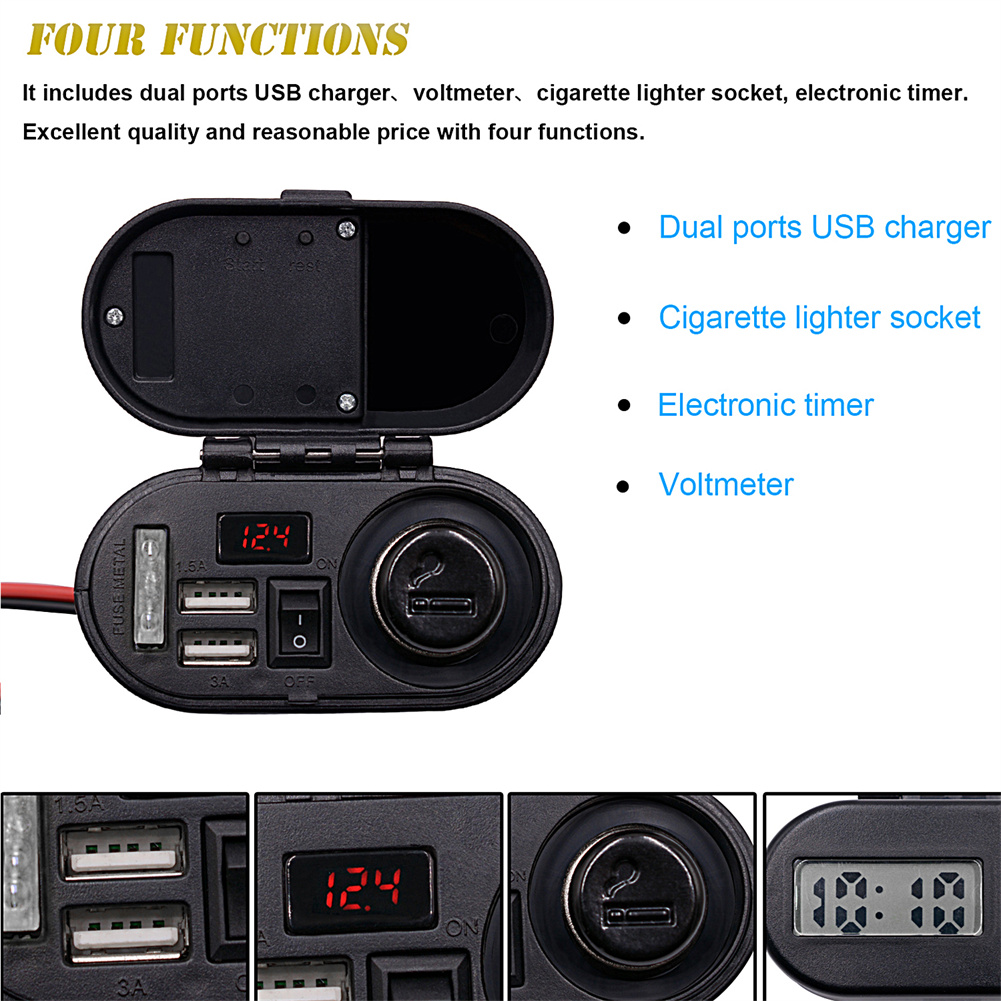 FOUR FUNCTIONS
It includes dual ports USB charger、voltmeter、cigarette lighter socket, electronic timer.
Excellent quality and reasonable price with four functions.
Start rest
Dual ports USB charger
Cigarette lighter socket
Electronic timer
Voltmeter
12.4
1.5A
ON
FUSE METAL
I
O
3A
OFF
1.5A
3A
12.4
ON
10:10